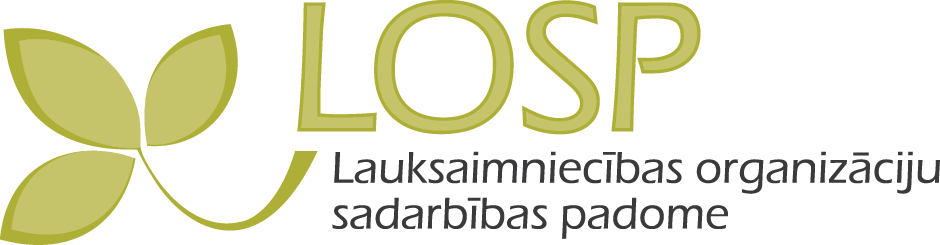 LOSP
Lauksaimniecības organizāciju
sadarbības padome